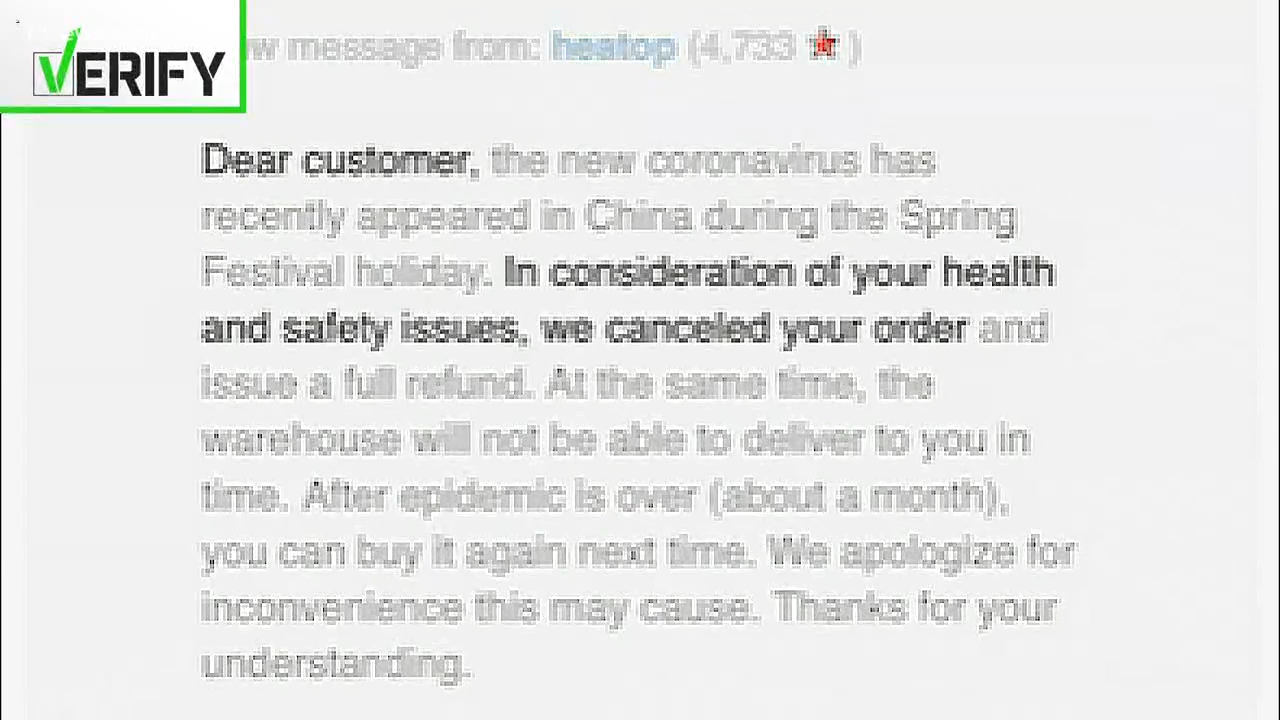 VERIFY
w message from: hestop (4,733 ★ )
Dear customer, the new coronavirus has
recently appeared in China during the Spring
Festival holiday. In consideration of your health
and safety issues, we canceled your order and
issue a full refund. At the same time, the
warehouse will not be able to deliver to you in
time. After epidemic is over (about a month),
you can buy it again next time. We apologize for
inconvenience this may cause. Thanks for your
understanding.